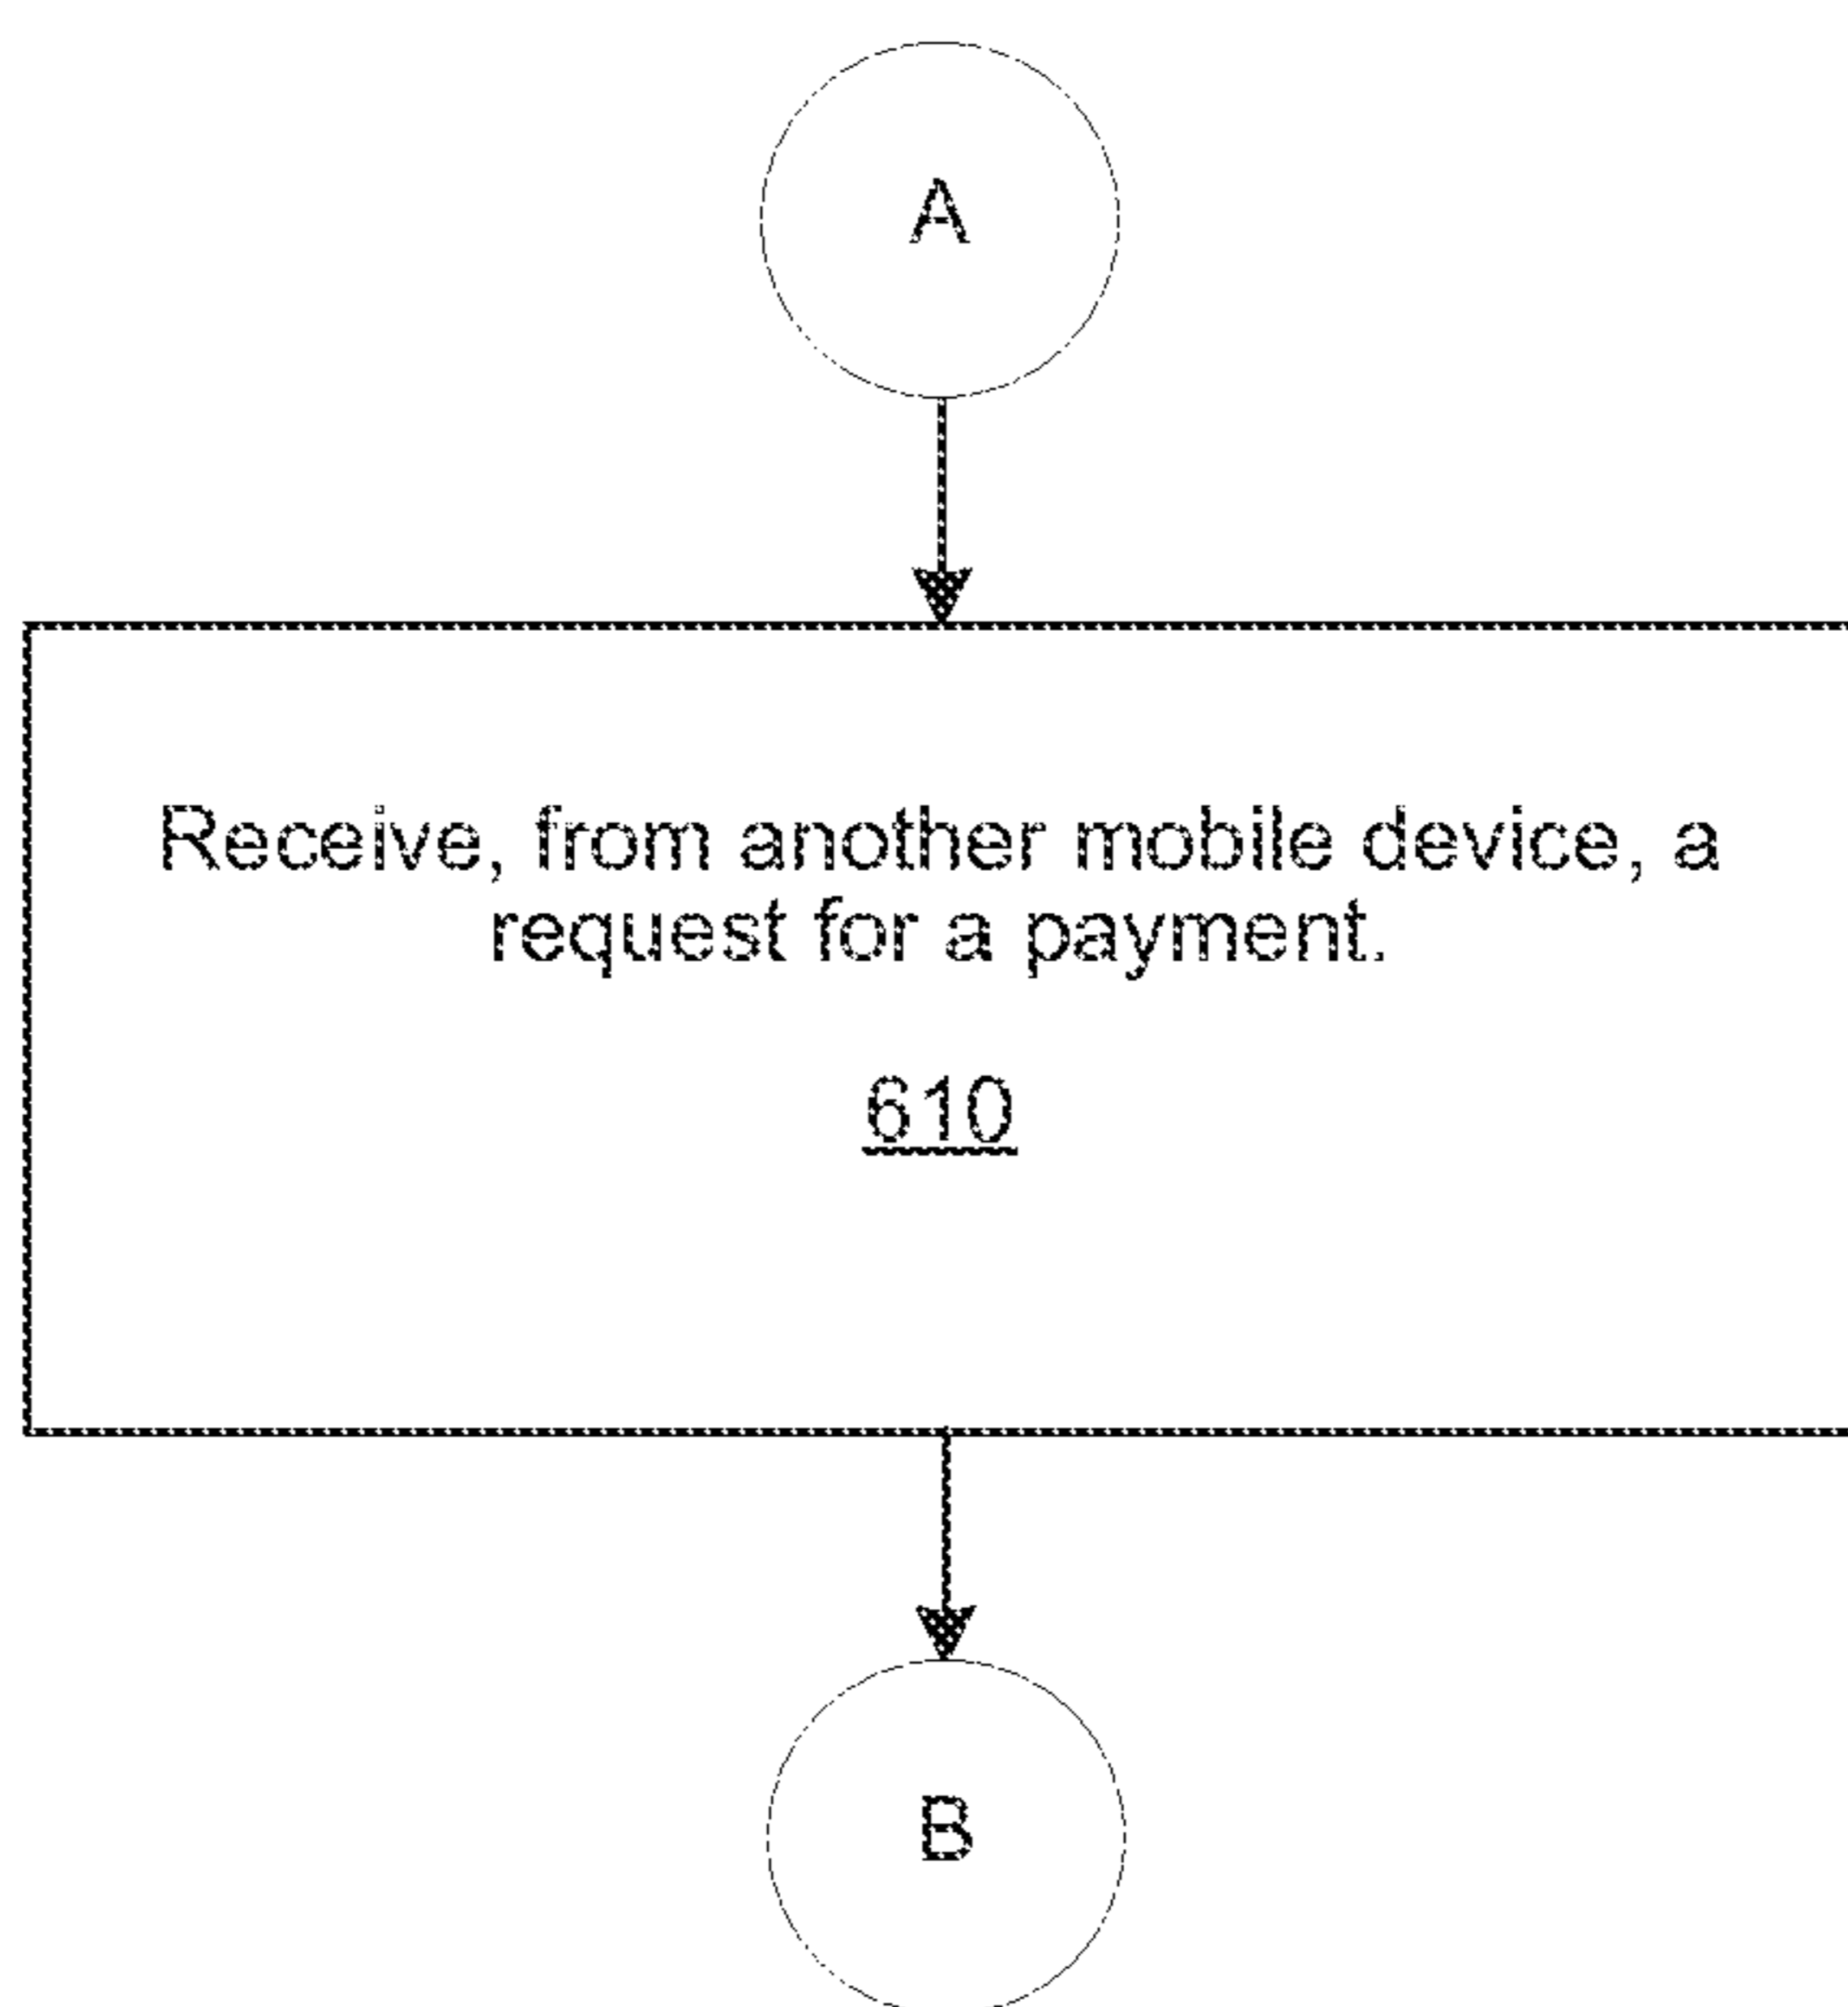 A
Receive, from another mobile device, a
request for a payment.
610
B